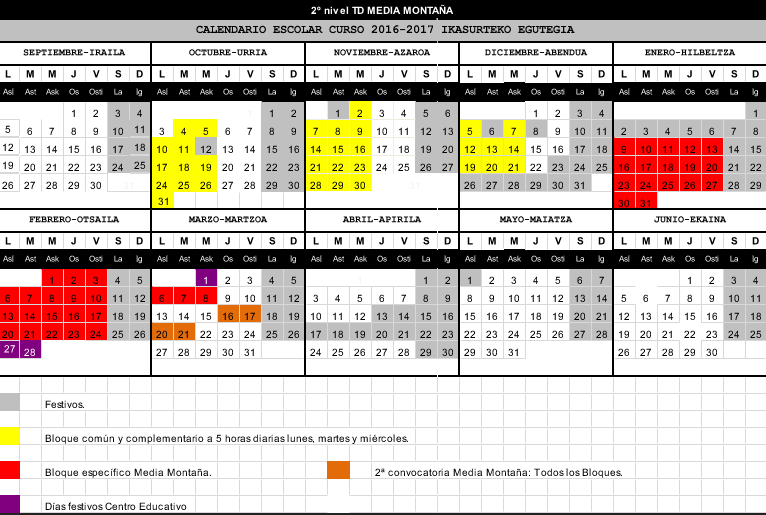 2º nivel TD MEDIA MONTAÑA
CALENDARIO ESCOLAR CURSO 2016-2017 IKASURTEKO EGUTEGIA
SEPTIEMBRE-IRAILA OCTUBRE-URRIA NOVIEMBRE-AZAROA DICIEMBRE-ABENDUA ENERO-HILBELTZA
L M M J V S D L M M J V S D L M M J V S D L M M J V S D L M M J V S D
Asl Ast Ask Os Osti La Ig Asl Ast Ask Os Osti La Ig Asl Ast Ask Os Osti La Ig Asl Ast Ask Os Osti La Ig Asl Ast Ask Os Osti La Ig
1 2 3 4 1 2 1 2 3 4 5 6 1 2 3 4 1
5 6 7 8 9 10 11 3 4 5 6 7 8 9 7 8 9 10 11 12 13 5 6 7 8 9 10 11 2 3 4 5 6 7 8
12 13 14 15 16 17 18 10 11 12 13 14 15 16 14 15 16 17 18 19 20 12 13 14 15 16 17 18 9 10 11 12 13 14 15
19 20 21 22 23 24 25 17 18 19 20 21 22 23 21 22 23 24 25 26 27 19 20 21 22 23 24 25 16 17 18 19 20 21 22
26 27 28 29 30 24 25 26 27 28 29 30 28 29 30 26 27 28 29 30 31 23 24 25 26 27 28 29
31 30 31
FEBRERO-OTSAILA MARZO-MARTZOA ABRIL-APIRILA MAYO-MAIATZA JUNIO-EKAINA
L M M J V S D L M M J V S D L M M J V S D L M M J V S D L M M J V S D
Asl Ast Ask Os Osti La Ig Asl Ast Ask Os Osti La Ig Asl Ast Ask Os Osti La Ig Asl Ast Ask Os Osti La Ig Asl Ast Ask Os Osti La Ig
1 2 3 4 5 1 2 3 4 5 1 2 1 2 3 4 5 6 7 1 2 3 4
6 7 8 9 10 11 12 6 7 8 9 10 11 12 3 4 5 6 7 8 9 8 9 10 11 12 13 14 5 6 7 8 9 10 11
13 14 15 16 17 18 19 13 14 15 16 17 18 19 10 11 12 13 14 15 16 15 16 17 18 19 20 21 12 13 14 15 16 17 18
20 21 22 23 24 25 26 20 21 22 23 24 25 26 17 18 19 20 21 22 23 22 23 24 25 26 27 28 19 20 21 22 23 24 25
27 28 27 28 29 30 31 24 25 26 27 28 29 30 29 30 31 26 27 28 29 30
Festivos.
Bloque común y complementario a 5 horas diarias lunes, martes y miércoles.
Bloque específico Media Montaña. 2ª convocatoria Media Montaña: Todos los Bloques.
Días festivos Centro Educativo